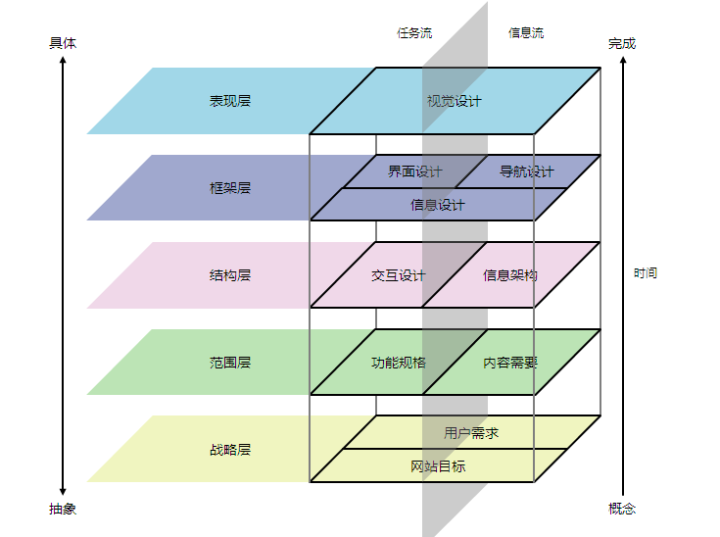 任务流
信息流
具体
完成
表现层
视觉设计
框架层
界面设计
导航设计
信息设计
结构层
交互设计
信息架构
时间
范围层
功能规格
内容需要
战略层
用户需求
网站目标
抽象
概念